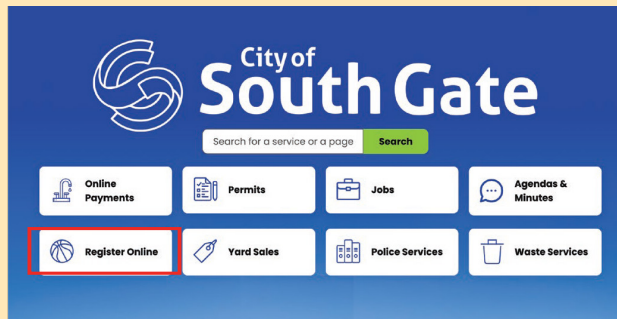 City of
South Gate
Search for a service or a page Search
Online
Payments
Permits
Jobs
Agendas &
Minutes
Register Online
Yard Sales
Police Services
Waste Services